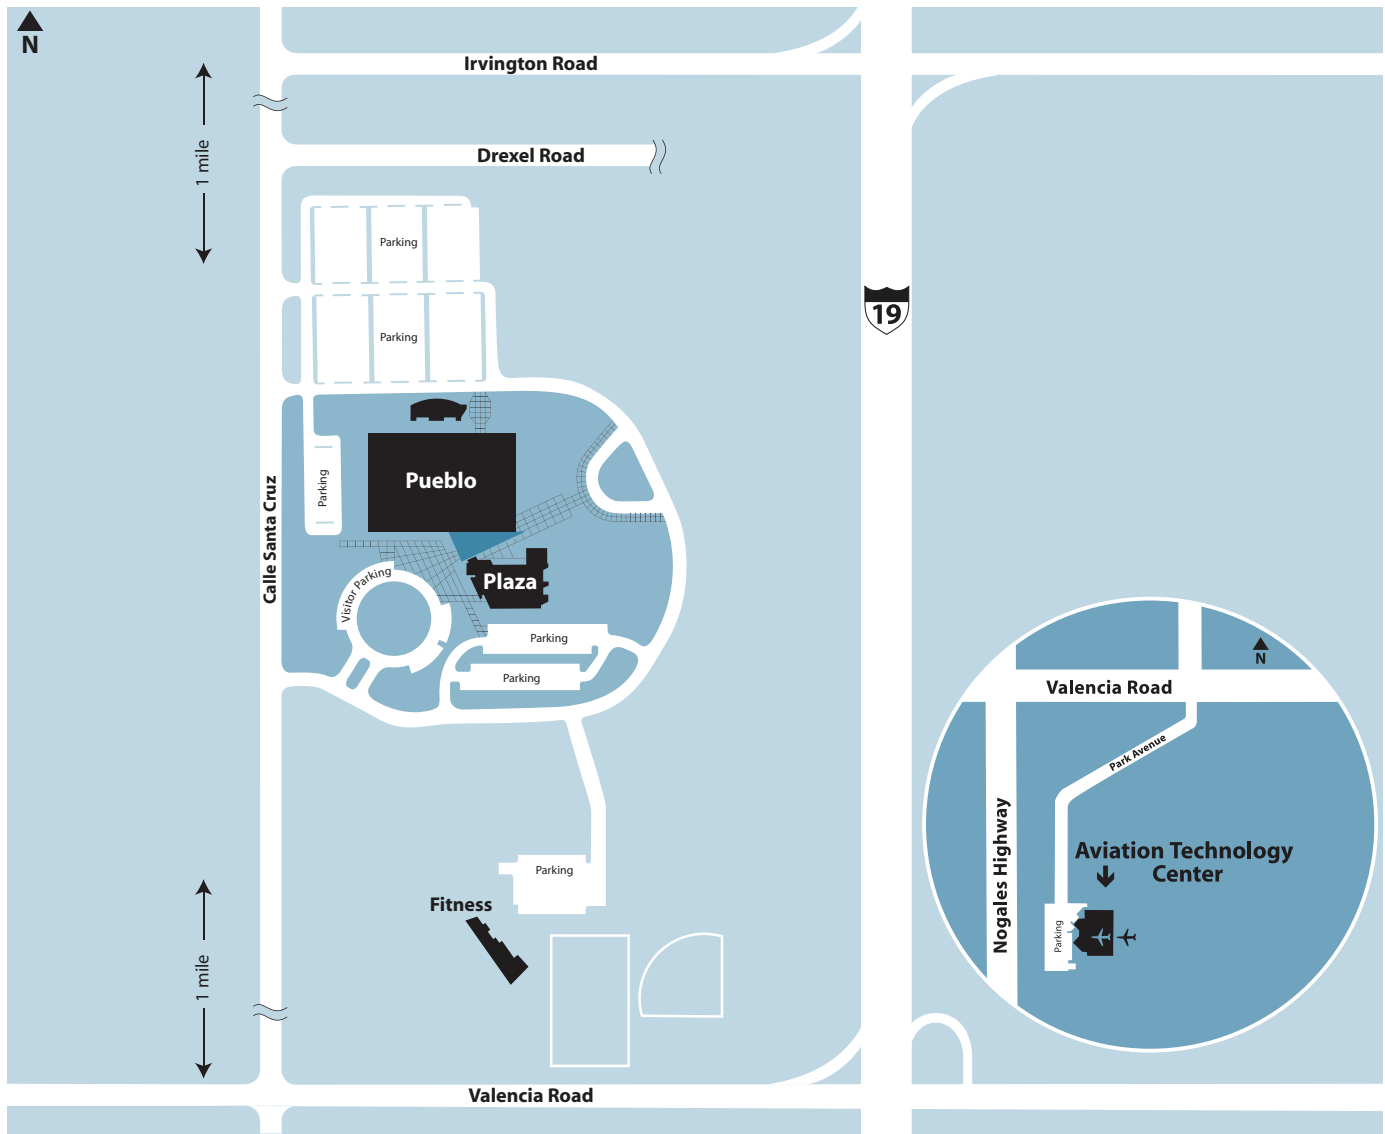 N
Irvington Road
1 mile
Drexel Road
Parking
19
Parking
Pueblo
Parking
Calle Santa Cruz
Visitor Parking
Plaza
Parking
Parking
N
Valencia Road
Park Avenue
Nogales Highway
Aviation Technology
Center
Parking
Parking
Fitness
1 mile
Valencia Road